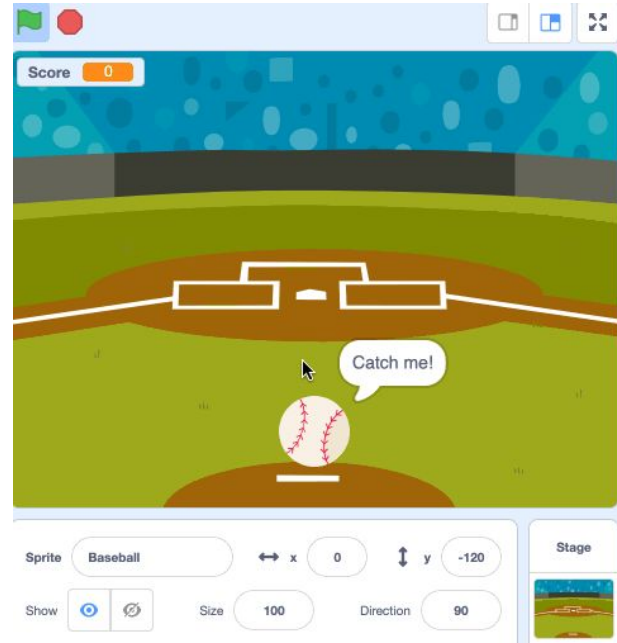 Score 0
Catch me!
Sprite Baseball x 0 y -120
Stage
Show Size 100 Direction 90